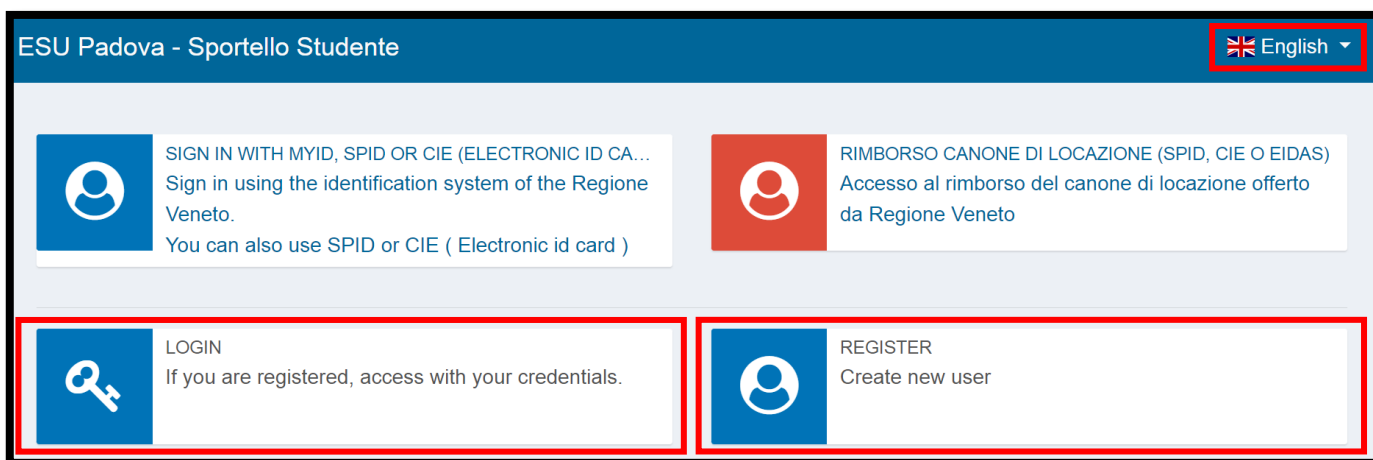 ESU Padova - Sportello Studente
English
SIGN IN WITH MYID, SPID OR CIE (ELECTRONIC ID CA...
Sign in using the identification system of the Regione
Veneto.
You can also use SPID or CIE ( Electronic id card )
RIMBORSO CANONE DI LOCAZIONE (SPID, CIE O EIDAS)
Accesso al rimborso del canone di locazione offerto
da Regione Veneto
LOGIN
If you are registered, access with your credentials.
REGISTER
Create new user